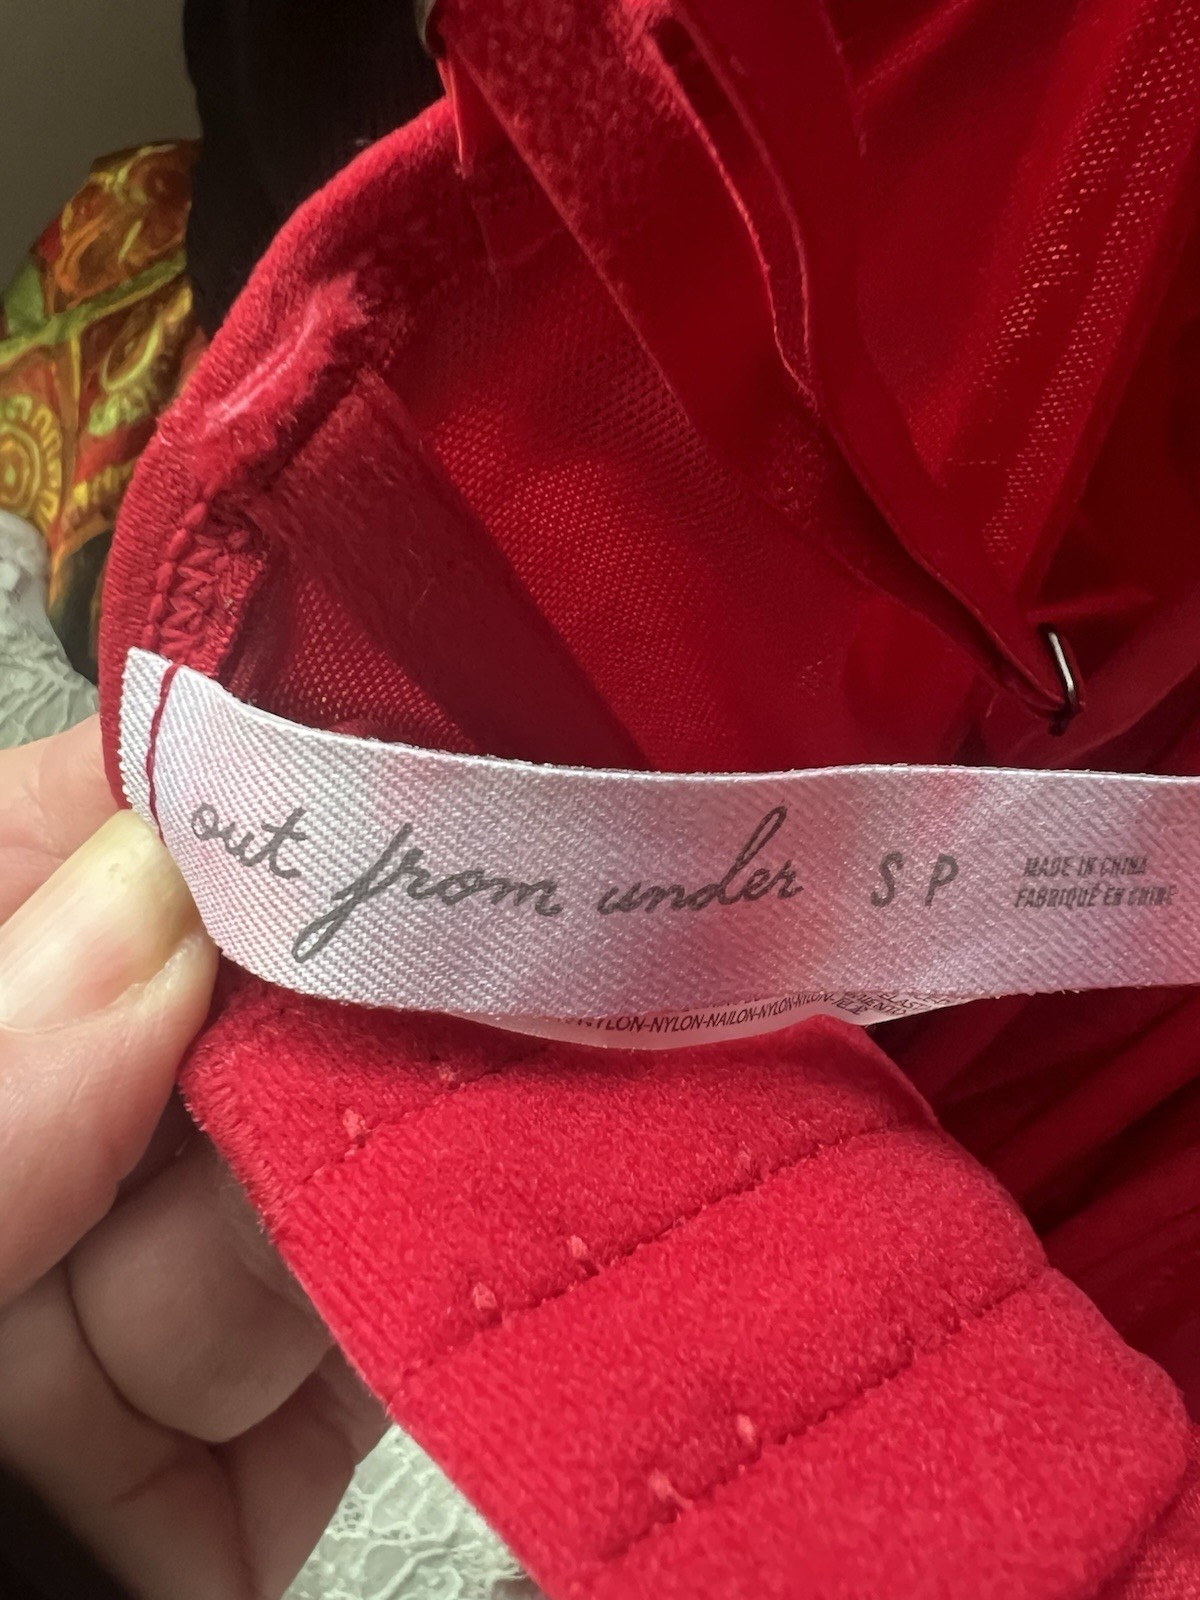 out from under S P
MADE IN CHINA
FABRIQUÉ EN CHINE
NYLON-NYLON-NAILON-NYLON-NYLON-